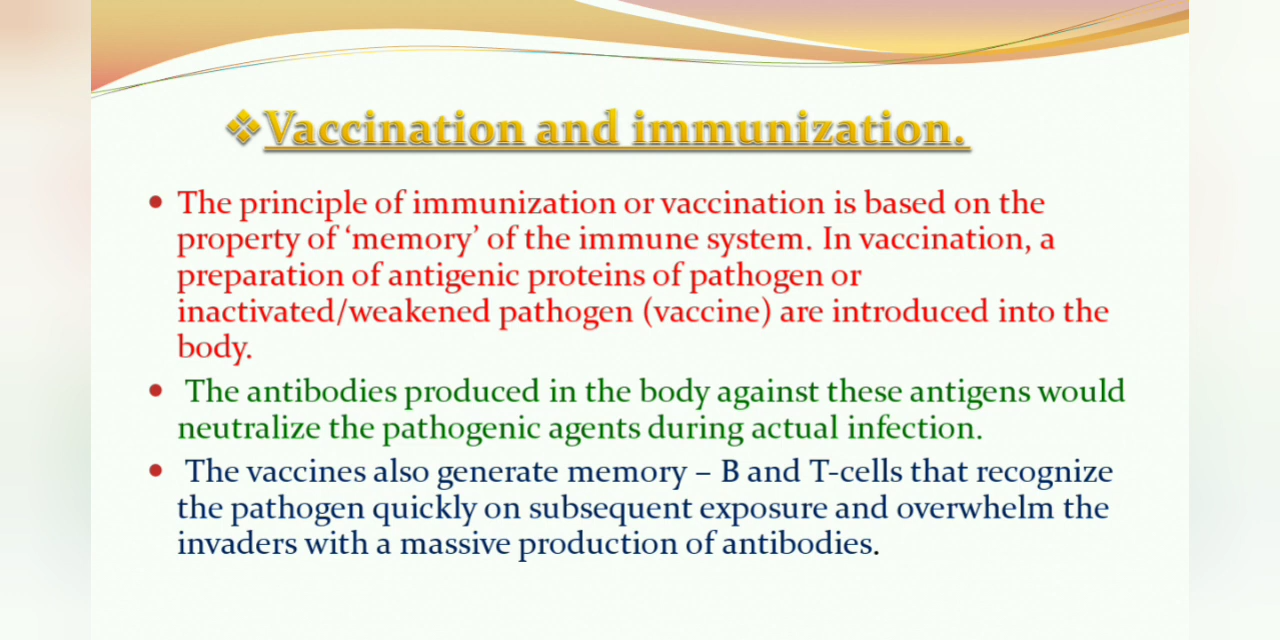 ❖Vaccination and immunization.
• The principle of immunization or vaccination is based on the
property of ‘memory’ of the immune system. In vaccination, a
preparation of antigenic proteins of pathogen or
inactivated/weakened pathogen (vaccine) are introduced into the
body.
• The antibodies produced in the body against these antigens would
neutralize the pathogenic agents during actual infection.
• The vaccines also generate memory – B and T-cells that recognize
the pathogen quickly on subsequent exposure and overwhelm the
invaders with a massive production of antibodies.